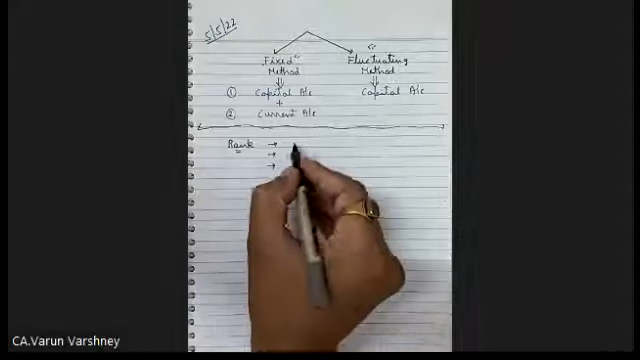 5/5/22
Fixed Fluctuating
Method Method
① Capital A/c Capital A/c
+
② Current A/c
Rank →
→
→
CA.Varun Varshney